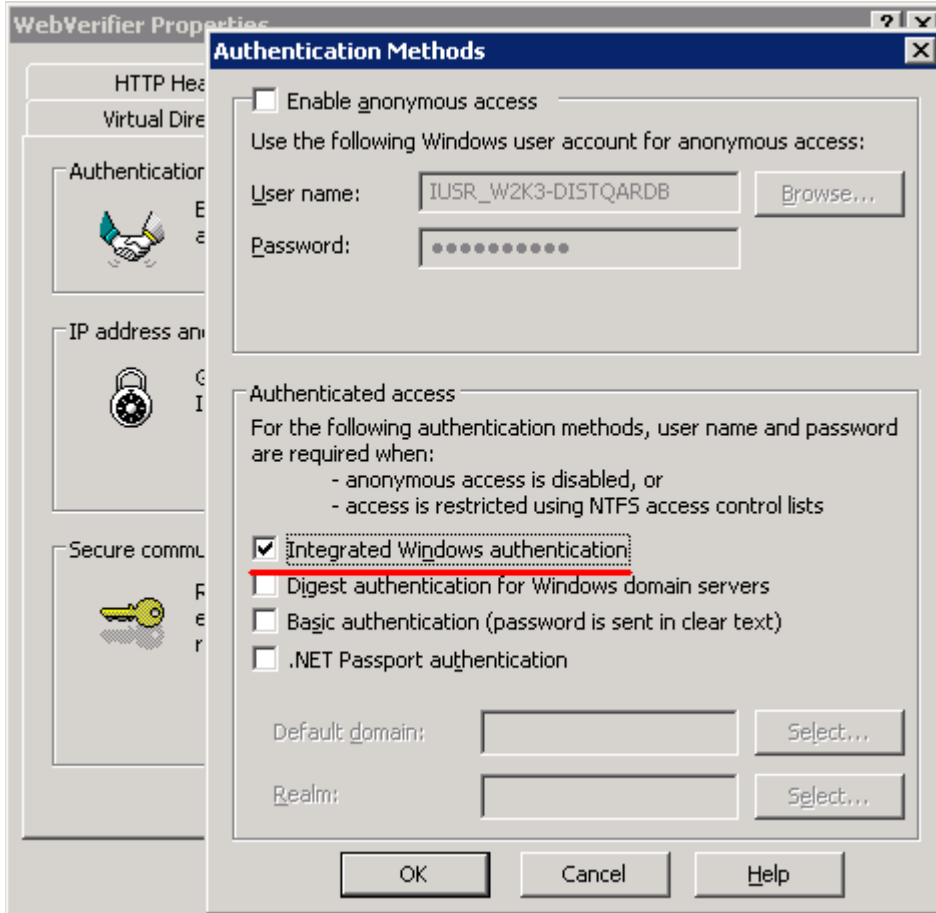 WebVerifier Properties
Authentication Methods
HTTP Hea
Virtual Dire
Authentication
E
a
IP address and
G
I
Secure commu
R
e
r
Enable anonymous access
Use the following Windows user account for anonymous access:
User name:
IUSR_W2K3-DISTQARDB
Browse...
Password:
Authenticated access
For the following authentication methods, user name and password
are required when:
- anonymous access is disabled, or
- access is restricted using NTFS access control lists
Integrated Windows authentication
Digest authentication for Windows domain servers
Basic authentication (password is sent in clear text)
.NET Passport authentication
Default domain:
Select...
Realm:
Select...
OK
Cancel
Help